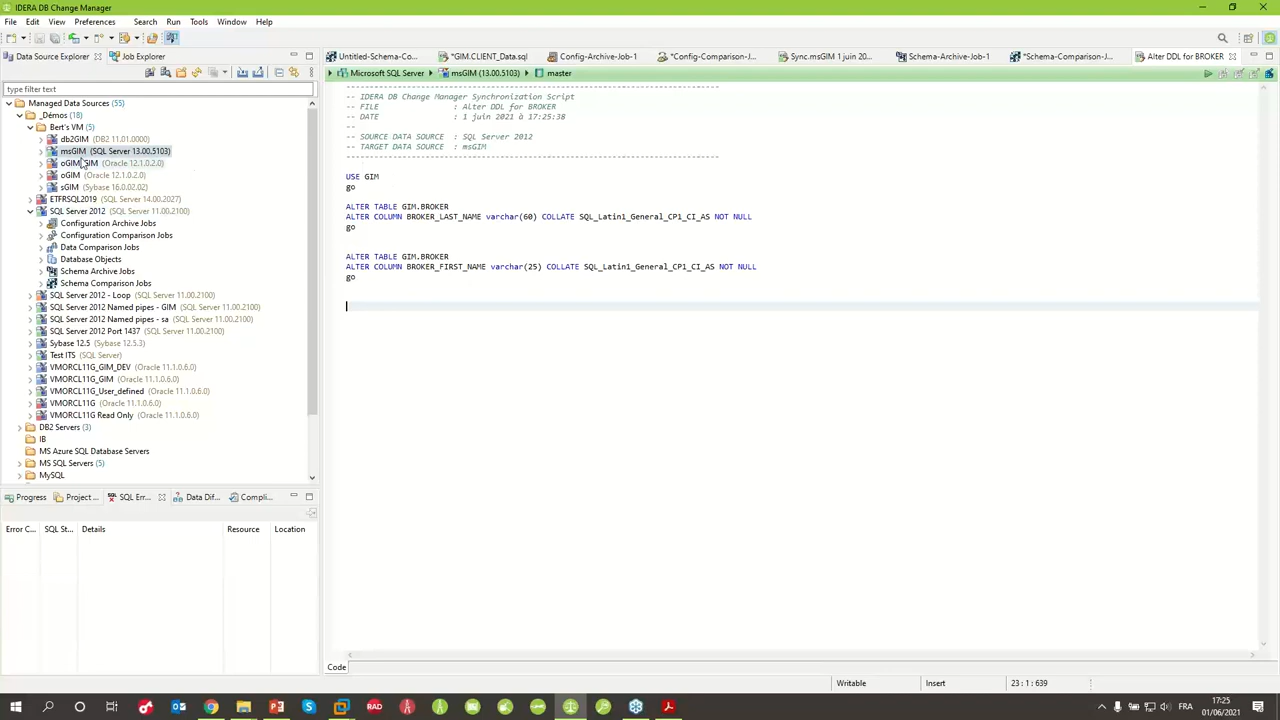 IDERA DB Change Manager
File Edit View Preferences Search Run Tools Window Help
Data Source Explorer Job Explorer
Untitled-Schema-Co... *GIM.CLIENT_Data.sql Config-Archive-Job-1 *Config-Comparison-J... Sync.msGIM 1 juin 20... Schema-Archive-Job-1 *Schema-Comparison-J... Alter DDL for BROKER
Microsoft SQL Server msGIM (13.00.5103) master
type filter text
Managed Data Sources (55)
_Démos (18)
Bert's VM (5)
db2GIM (DB2 11.01.0000)
msGIM (SQL Server 13.00.5103)
oGIM_GIM (Oracle 12.1.0.2.0)
oGIM (Oracle 12.1.0.2.0)
sGIM (Sybase 16.0.02.02)
ETFRSQL2019 (SQL Server 14.00.2027)
SQL Server 2012 (SQL Server 11.00.2100)
Configuration Archive Jobs
Configuration Comparison Jobs
Data Comparison Jobs
Database Objects
Schema Archive Jobs
Schema Comparison Jobs
SQL Server 2012 - Loop (SQL Server 11.00.2100)
SQL Server 2012 Named pipes - GIM (SQL Server 11.00.2100)
SQL Server 2012 Named pipes - sa (SQL Server 11.00.2100)
SQL Server 2012 Port 1437 (SQL Server 11.00.2100)
Sybase 12.5 (Sybase 12.5.3)
Test ITS (SQL Server)
VMORCL11G_GIM_DEV (Oracle 11.1.0.6.0)
VMORCL11G_GIM (Oracle 11.1.0.6.0)
VMORCL11G_User_defined (Oracle 11.1.0.6.0)
VMORCL11G (Oracle 11.1.0.6.0)
VMORCL11G Read Only (Oracle 11.1.0.6.0)
DB2 Servers (3)
IB
MS Azure SQL Database Servers
MS SQL Servers (5)
MySQL
------------------------------------------------------------
-- IDERA DB Change Manager Synchronization Script
-- FILE : Alter DDL for BROKER
-- DATE : 1 juin 2021 à 17:25:38
--
-- SOURCE DATA SOURCE : SQL Server 2012
-- TARGET DATA SOURCE : msGIM
------------------------------------------------------------
USE GIM
go
ALTER TABLE GIM.BROKER
ALTER COLUMN BROKER_LAST_NAME varchar(60) COLLATE SQL_Latin1_General_CP1_CI_AS NOT NULL
go
ALTER TABLE GIM.BROKER
ALTER COLUMN BROKER_FIRST_NAME varchar(25) COLLATE SQL_Latin1_General_CP1_CI_AS NOT NULL
go
Progress Project ... SQL Err... Data Dif... Compli...
Error C... SQL St... Details Resource Location
Code
Writable Insert 23 : 1 : 639
RAD
FRA
17:25
01/06/2021